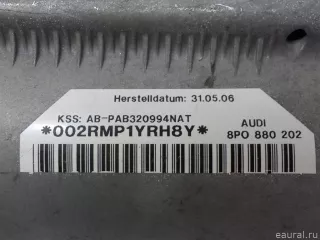 Herstelldatum: 31.05.06
KSS: AB-PAB320994NAT
*002RMP1YRH8Y*
AUDI
8P0 880 202
eaural.ru